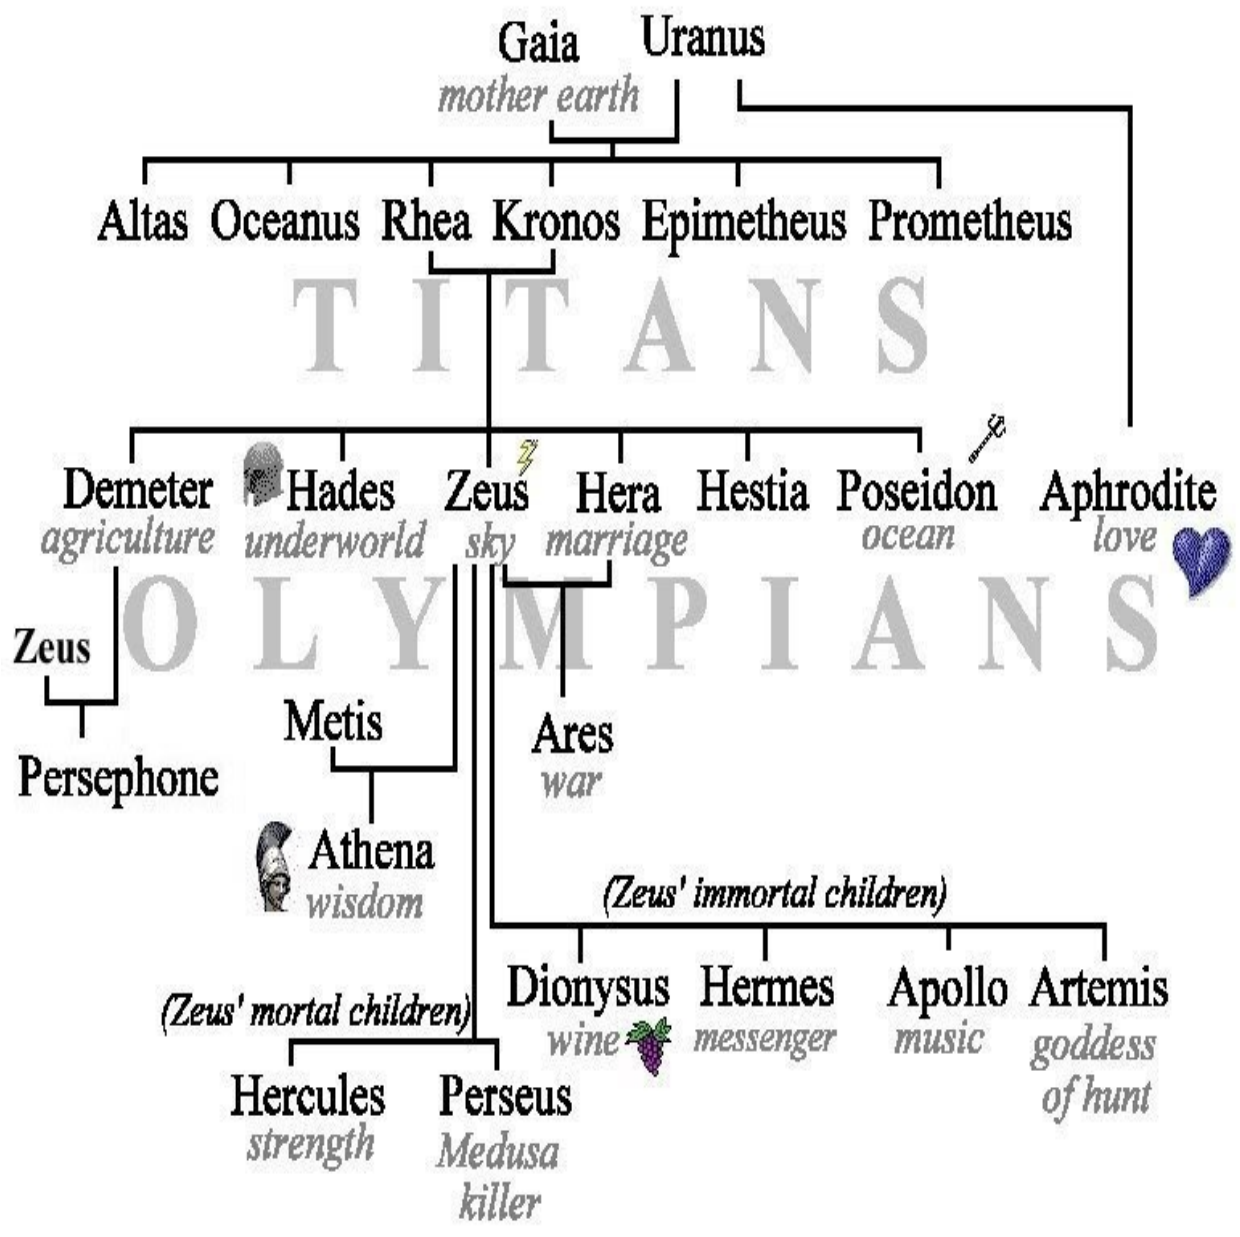 Gaia Uranus
mother earth
Altas Oceanus Rhea Kronos Epimetheus Prometheus
TITANS
Demeter Hades Zeus Hera Hestia Poseidon Aphrodite
agriculture underworld sky marriage ocean love
OLYMPIANS
Zeus
Metis
Ares
Persephone
war
Athena
wisdom
(Zeus' immortal children)
Dionysus Hermes Apollo Artemis
wine messenger music goddess
of hunt
(Zeus' mortal children)
Hercules Perseus
strength Medusa
killer